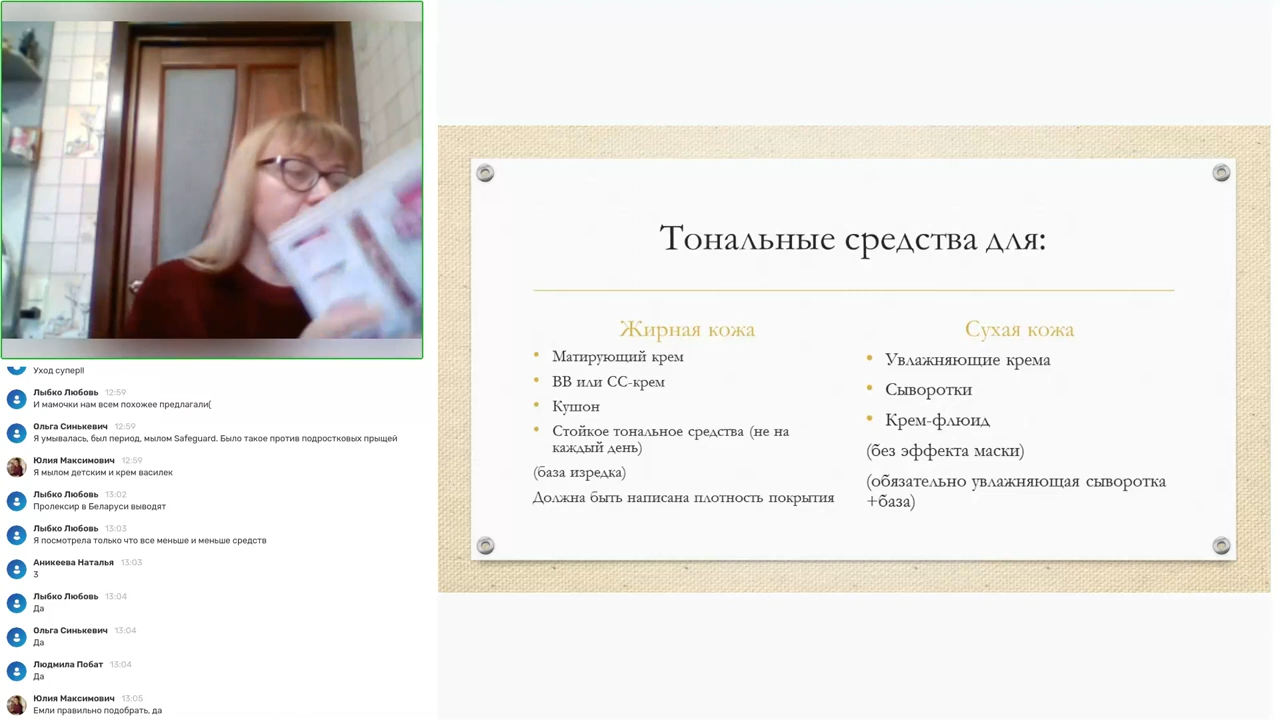 Уход супер!!
Лыбко Любовь 12:59
И мамочки нам всем похожее предлагали(
Ольга Синькевич 12:59
Я умывалась, был период, мылом Safeguard. Было такое против подростковых прыщей
Юлия Максимович 12:59
Я мылом детским и крем василек
Лыбко Любовь 13:02
Пролексир в Беларуси выводят
Лыбко Любовь 13:03
Я посмотрела только что все меньше и меньше средств
Аникеева Наталья 13:03
3
Лыбко Любовь 13:04
Да
Ольга Синькевич 13:04
Да
Людмила Побат 13:04
Да
Юлия Максимович 13:05
Емли правильно подобрать, да
Тональные средства для:
Жирная кожа
• Матирующий крем
• BB или CC-крем
• Кушон
• Стойкое тональное средства (не на
каждый день)
(база изредка)
Должна быть написана плотность покрытия
Сухая кожа
• Увлажняющие крема
• Сыворотки
• Крем-флюид
(без эффекта маски)
(обязательно увлажняющая сыворотка
+база)